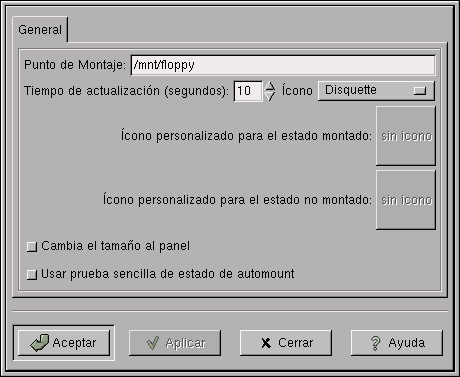 General
Punto de Montaje: /mnt/floppy
Tiempo de actualización (segundos): 10 Ícono Disquette
Ícono personalizado para el estado montado: sin icono
Ícono personalizado para el estado no montado: sin icono
Cambia el tamaño al panel
Usar prueba sencilla de estado de automount
Aceptar Aplicar Cerrar Ayuda